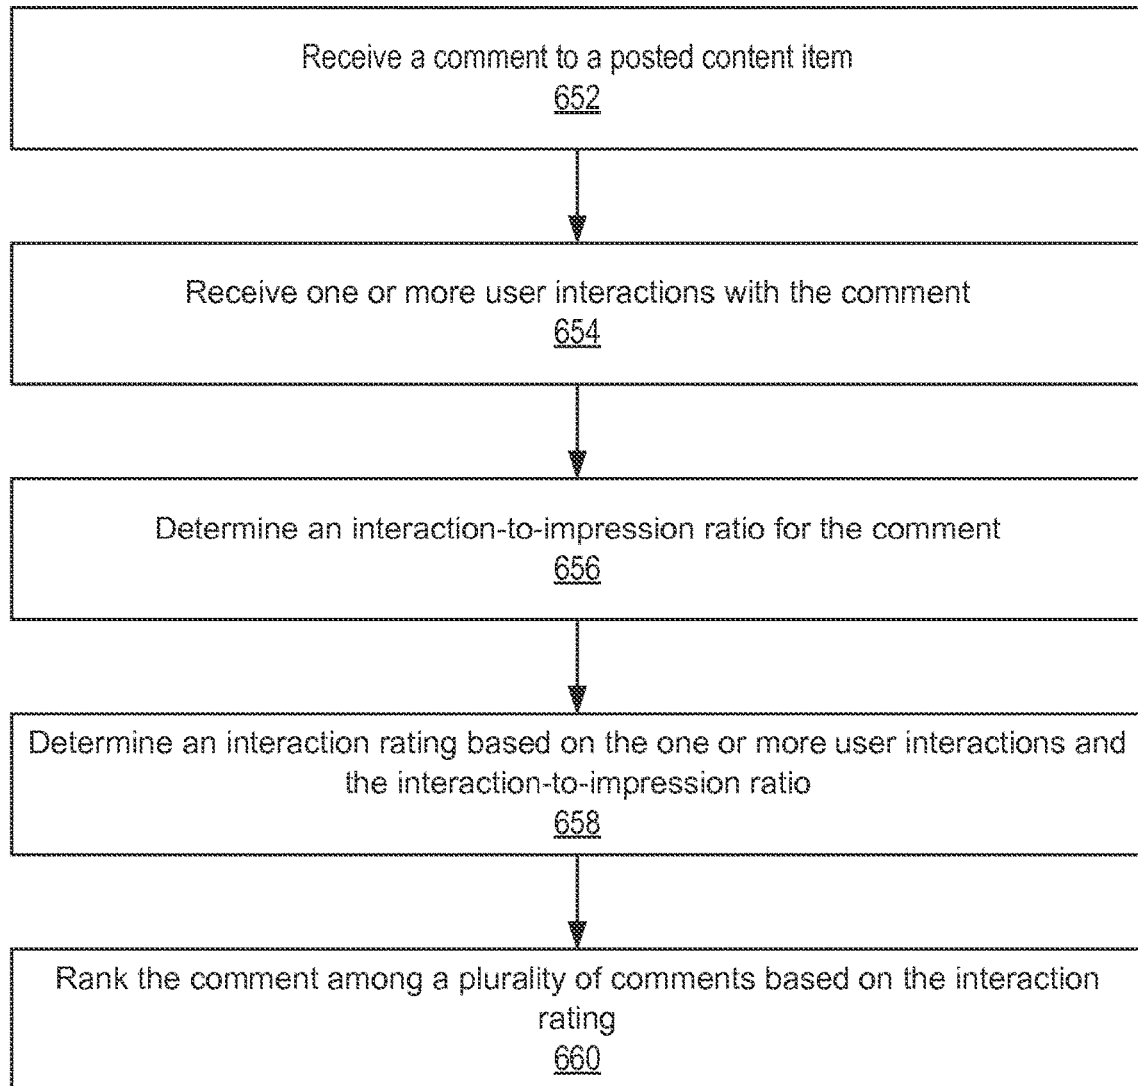 Receive a comment to a posted content item
652
Receive one or more user interactions with the comment
654
Determine an interaction-to-impression ratio for the comment
656
Determine an interaction rating based on the one or more user interactions and
the interaction-to-impression ratio
658
Rank the comment among a plurality of comments based on the interaction
rating
660